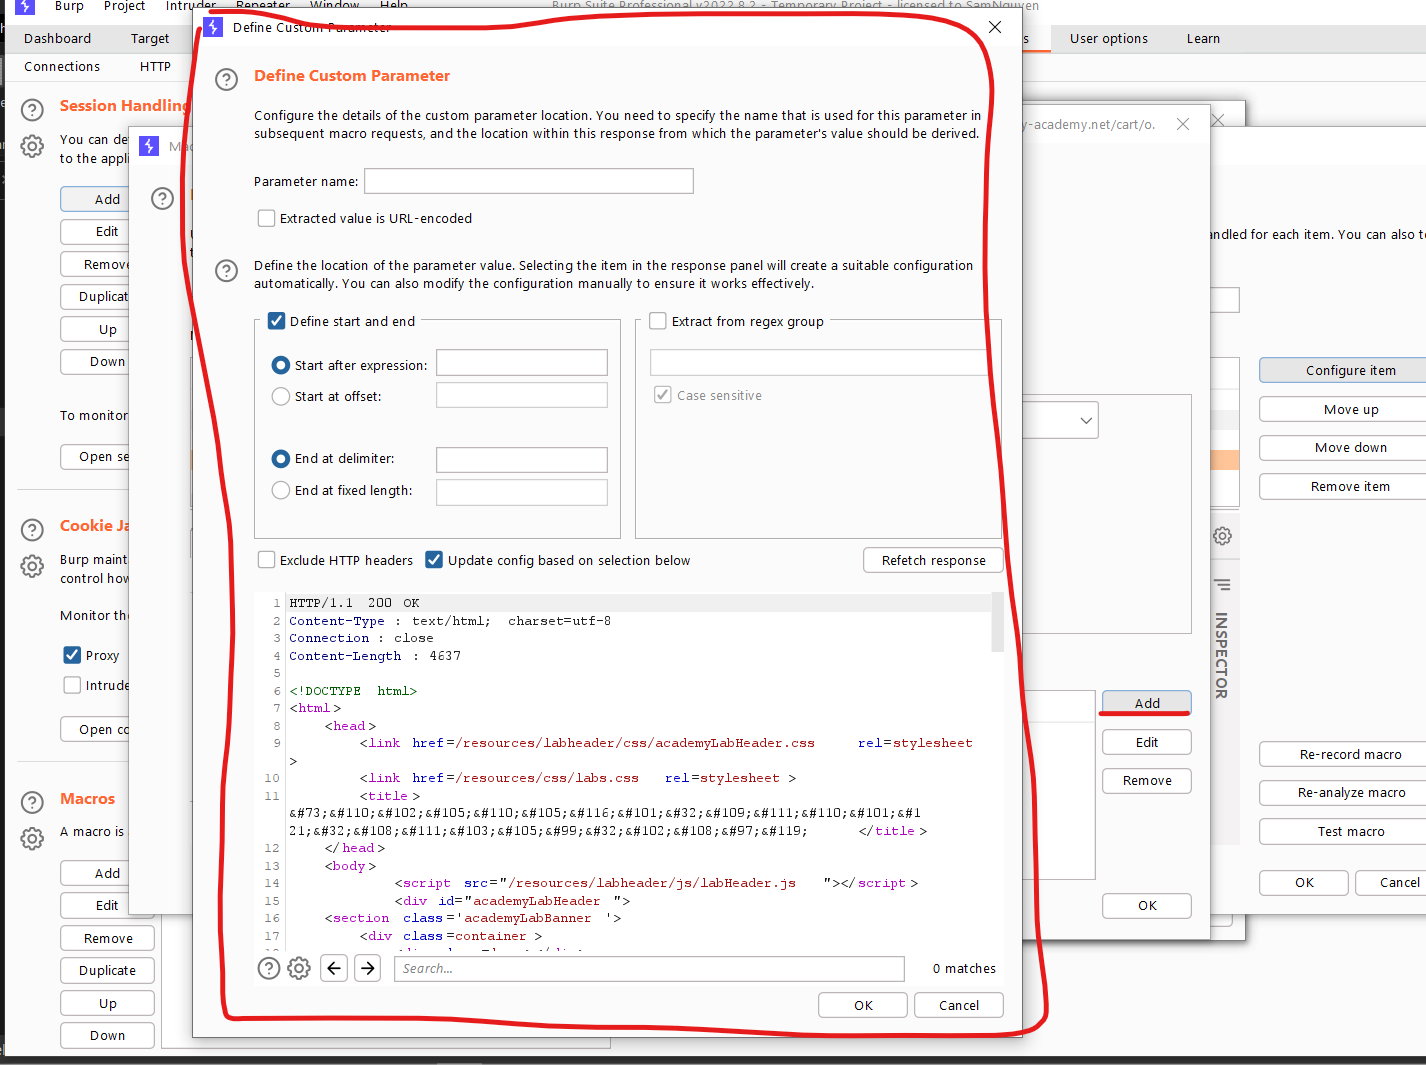 Burp Project Intruder Repeater Window Help Burp Suite Professional v2022.8.2 - Temporary Project - licensed to SamNguyen
Dashboard Target
User options Learn
Connections HTTP
Session Handling
You can de
to the appli
Add
Edit
Remove
Duplicat
Up
Down
To monitor
Open se
Cookie Ja
Burp maint
control how
Monitor the
Proxy
Intrude
Open co
Macros
A macro is
Add
Edit
Remove
Duplicate
Up
Down
Ma
Define Custom Parameter
Define Custom Parameter
Configure the details of the custom parameter location. You need to specify the name that is used for this parameter in
subsequent macro requests, and the location within this response from which the parameter's value should be derived.
Parameter name:
Extracted value is URL-encoded
Define the location of the parameter value. Selecting the item in the response panel will create a suitable configuration
automatically. You can also modify the configuration manually to ensure it works effectively.
Define start and end
Start after expression:
Start at offset:
End at delimiter:
End at fixed length:
Extract from regex group
Case sensitive
Exclude HTTP headers
Update config based on selection below
Refetch response
1 HTTP/1.1 200 OK
2 Content-Type : text/html; charset=utf-8
3 Connection : close
4 Content-Length : 4637
5
6 <!DOCTYPE html>
7 <html>
8 <head>
9 <link href=/resources/labheader/css/academyLabHeader.css rel=stylesheet
>
10 <link href=/resources/css/labs.css rel=stylesheet >
11 <title>
&#73;&#110;&#102;&#105;&#110;&#105;&#116;&#101;&#32;&#109;&#111;&#110;&#101;&#1
21;&#32;&#108;&#111;&#103;&#105;&#99;&#32;&#102;&#108;&#97;&#119; </title>
12 </head>
13 <body>
14 <script src="/resources/labheader/js/labHeader.js "></script>
15 <div id="academyLabHeader ">
16 <section class='academyLabBanner '>
17 <div class=container >
Search...
0 matches
OK
Cancel
y-academy.net/cart/o.
Add
Edit
Remove
OK
andled for each item. You can also t
Configure item
Move up
Move down
Remove item
INSPECTOR
Re-record macro
Re-analyze macro
Test macro
OK
Cancel